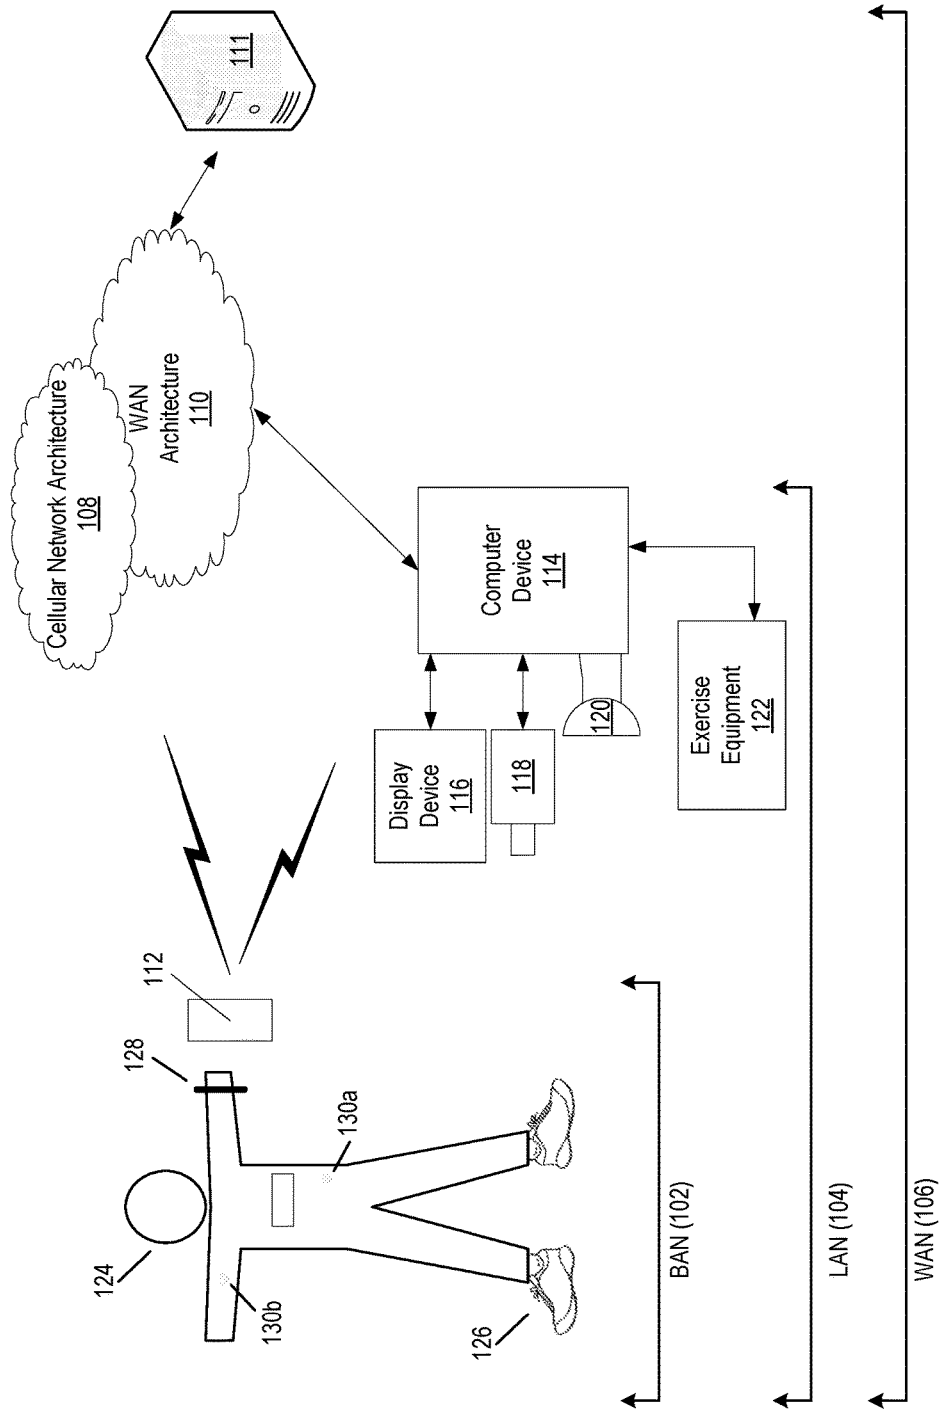 111
Cellular Network Architecture
108
WAN
Architecture
110
112
128
124
130a
130b
126
Computer
Device
114
Display
Device
116
118
120
Exercise
Equipment
122
BAN (102)
LAN (104)
WAN (106)